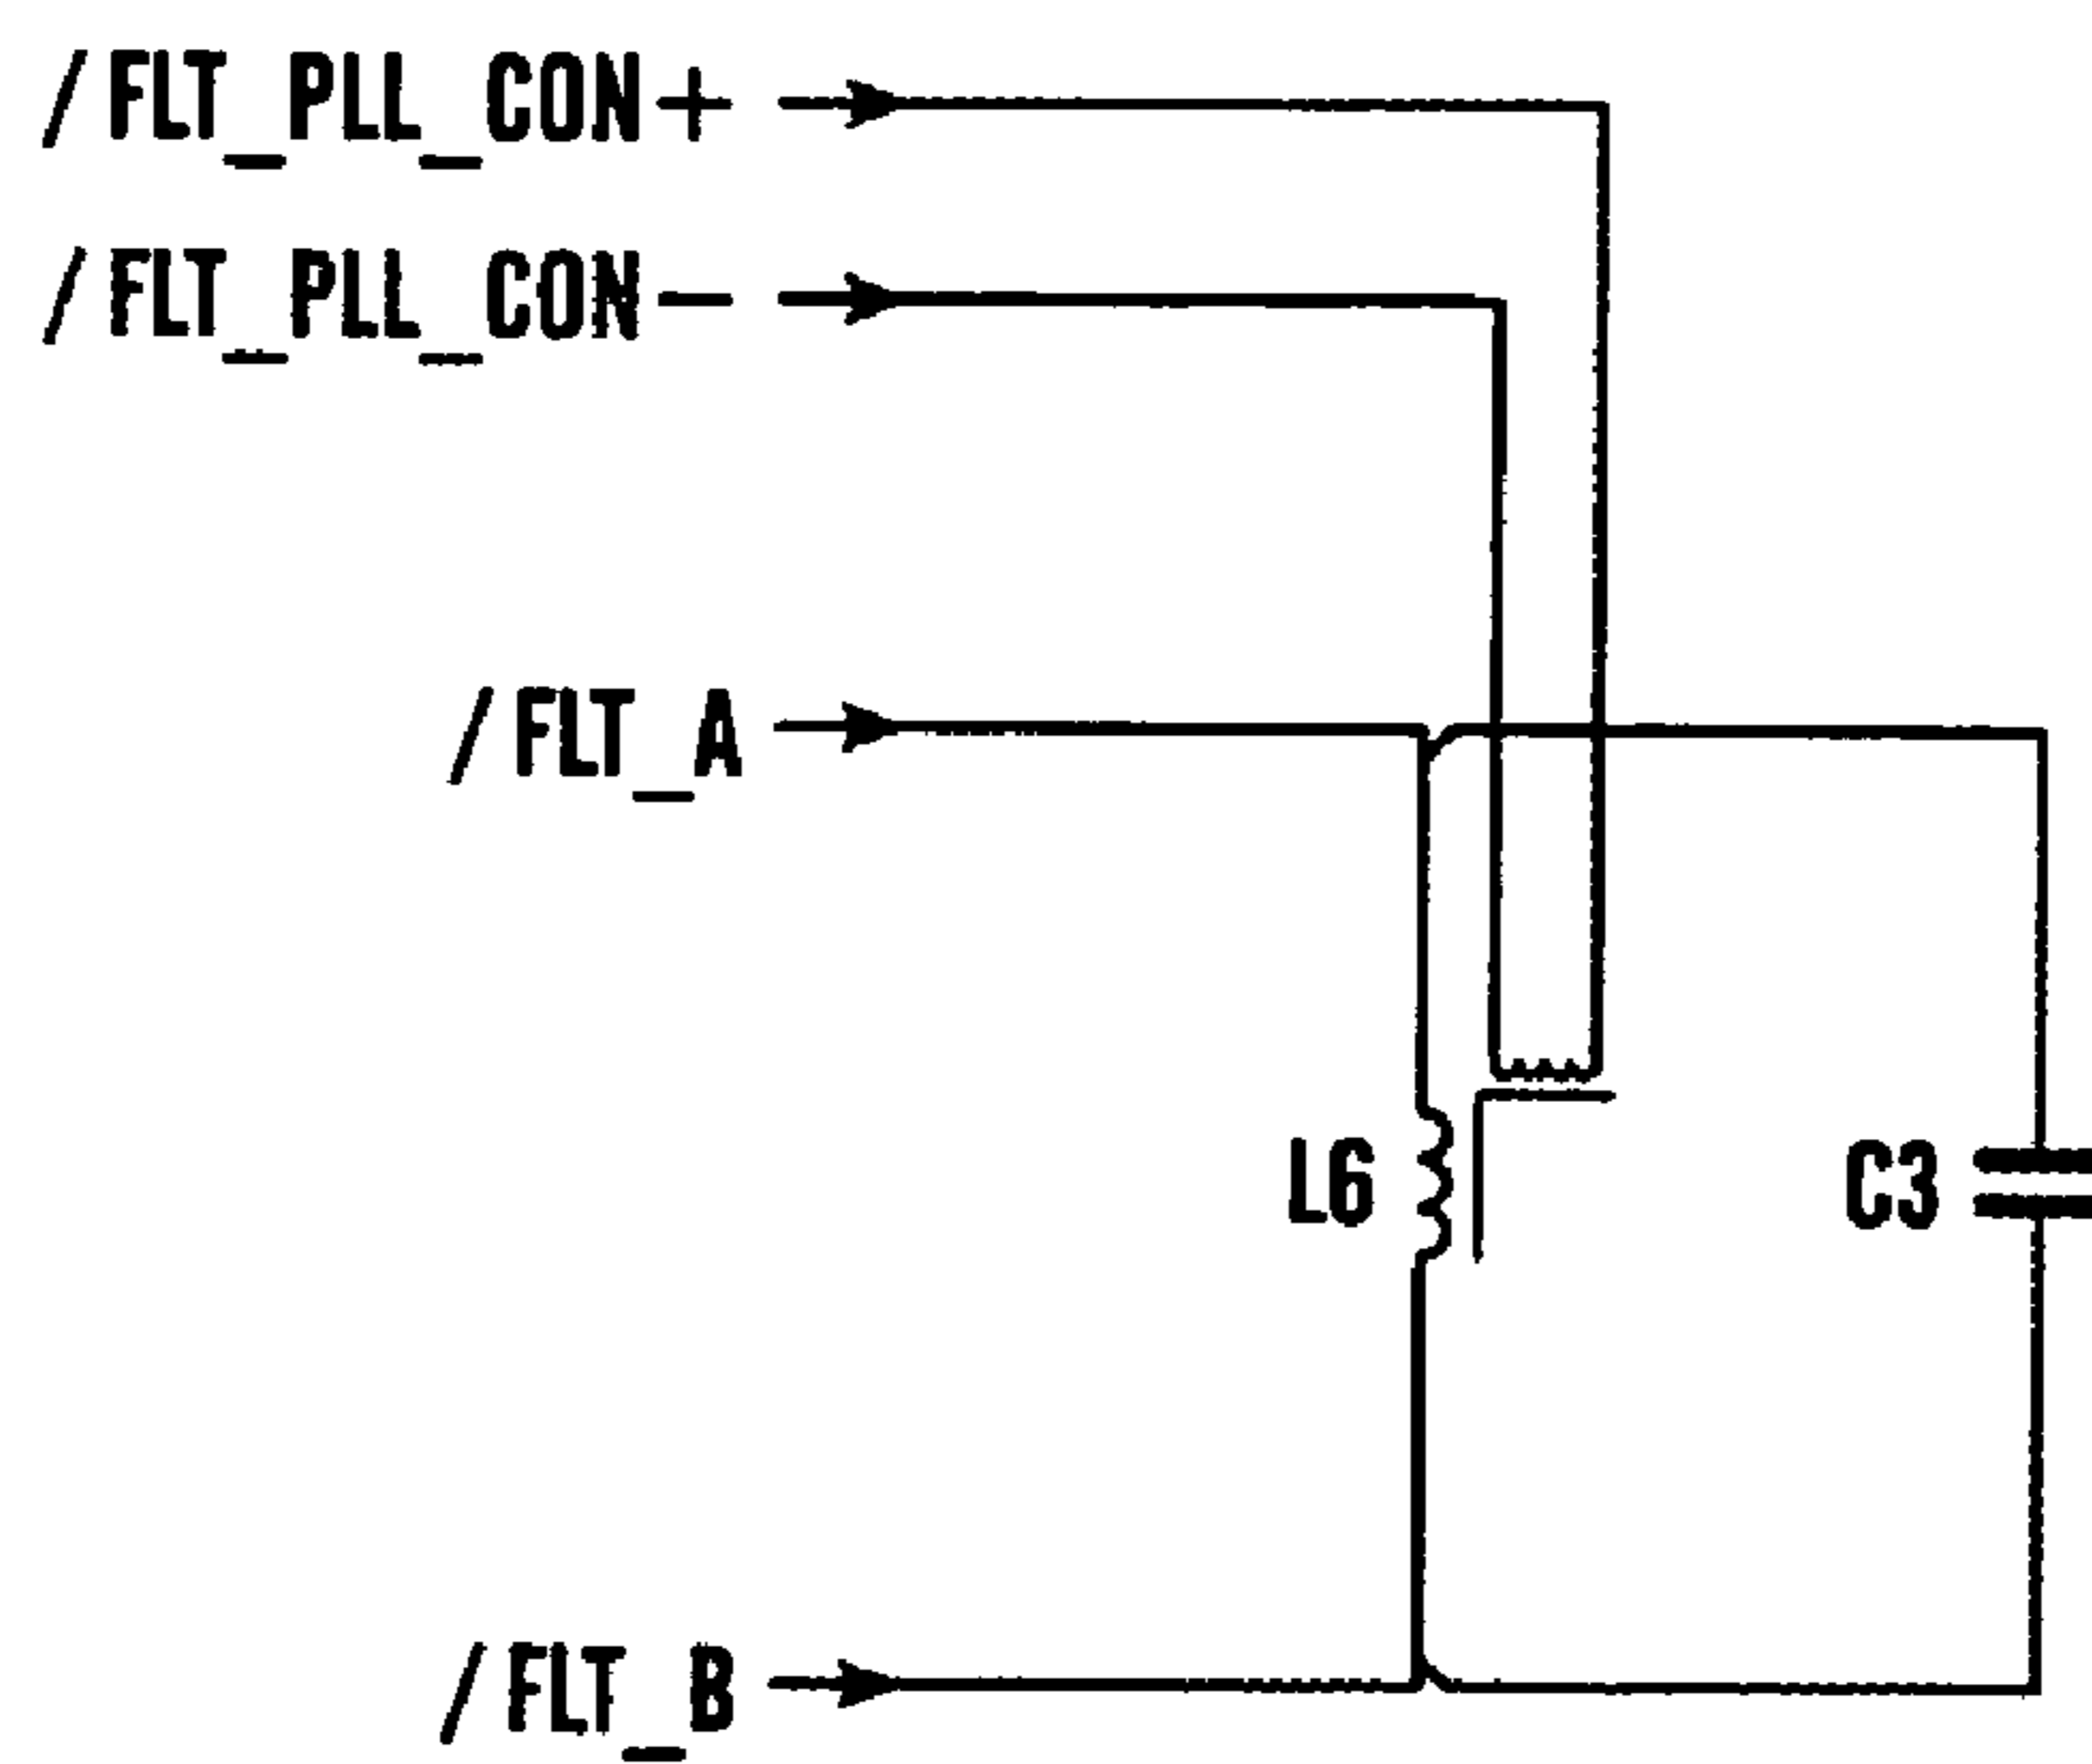 /FLT_PLL_CON+
/FLT_PLL_CON-
/FLT_A
L6
C3
/FLT_B